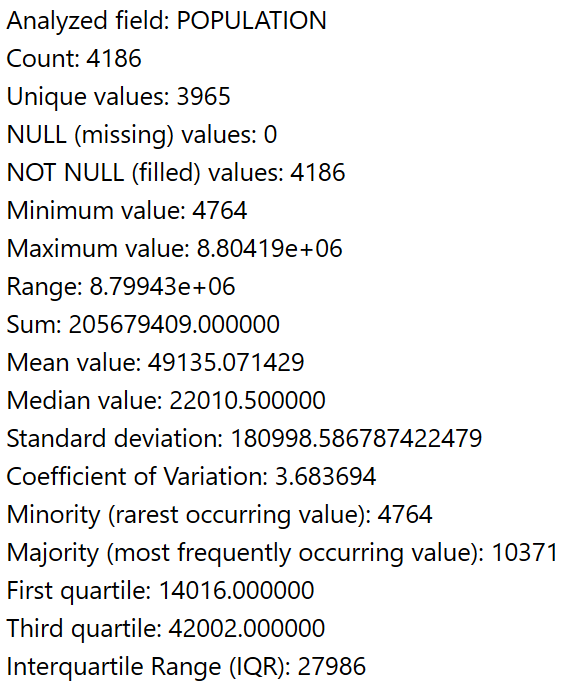 Analyzed field: POPULATION
Count: 4186
Unique values: 3965
NULL (missing) values: 0
NOT NULL (filled) values: 4186
Minimum value: 4764
Maximum value: 8.80419e+06
Range: 8.79943e+06
Sum: 205679409.000000
Mean value: 49135.071429
Median value: 22010.500000
Standard deviation: 180998.586787422479
Coefficient of Variation: 3.683694
Minority (rarest occurring value): 4764
Majority (most frequently occurring value): 10371
First quartile: 14016.000000
Third quartile: 42002.000000
Interquartile Range (IQR): 27986